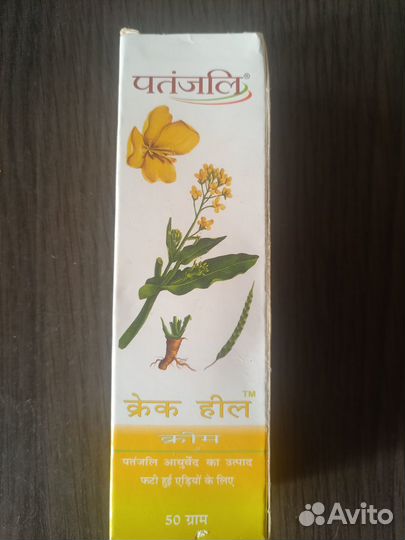 पतंजलि®
क्रेक हील™
क्रीम
पतंजलि आयुर्वेद का उत्पाद
फटी हुई एड़ियों के लिए
50 ग्राम
Avito